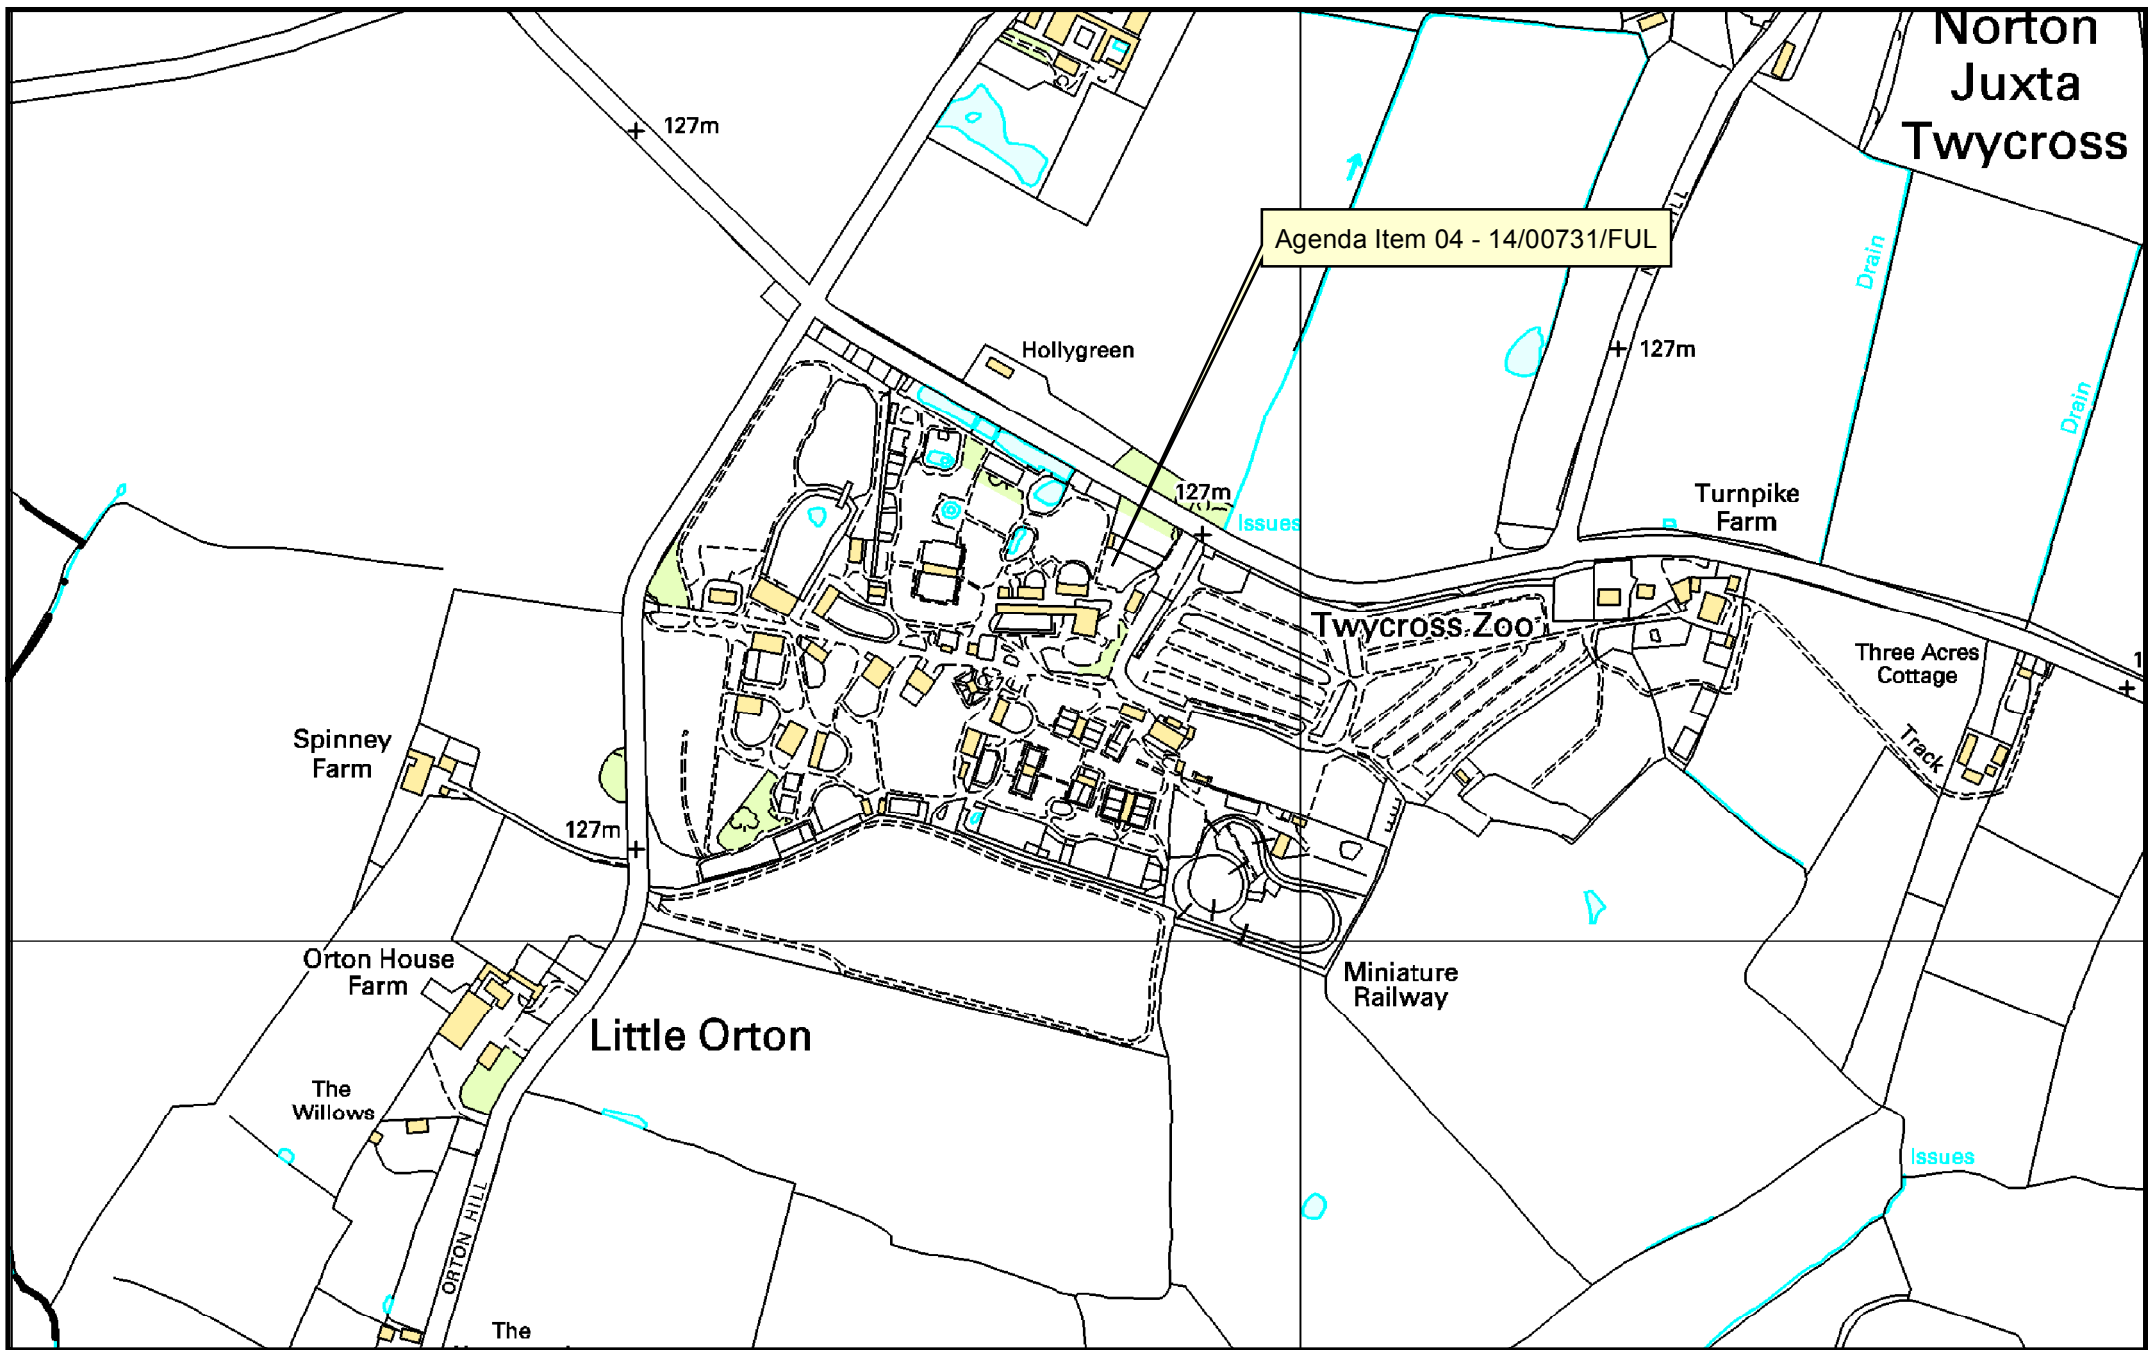 Norton
Juxta
Twycross
127m
Agenda Item 04 - 14/00731/FUL
Drain
Hollygreen
127m
Drain
127m
Issues
Turnpike
Farm
Twycross Zoo
Three Acres
Cottage
Track
Spinney
Farm
127m
Orton House
Farm
Miniature
Railway
Little Orton
The
Willows
Issues
ORTON HILL
The